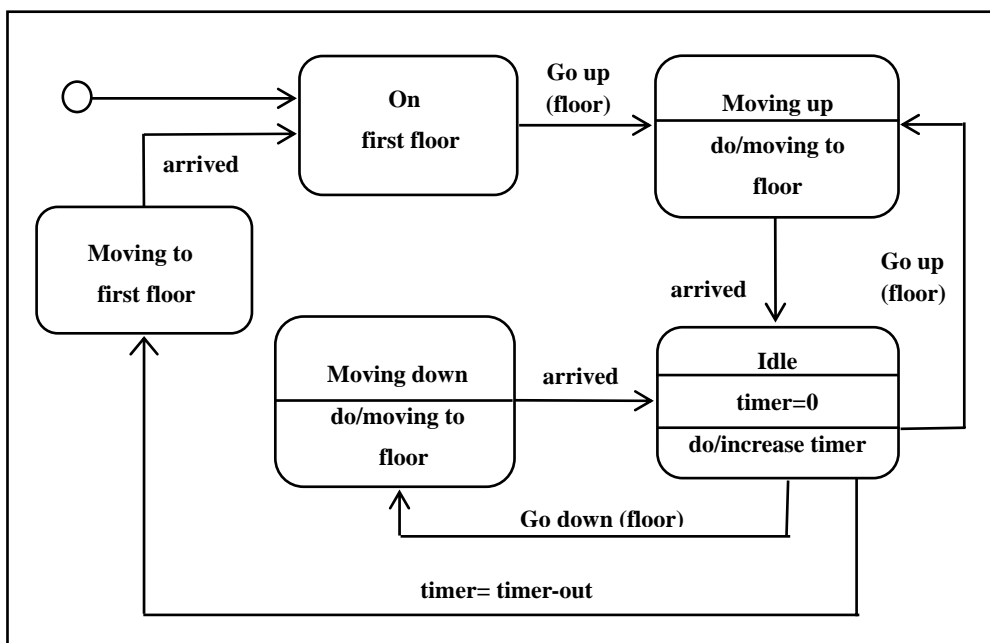 On
first floor
Go up
(floor)
Moving up
do/moving to
floor
arrived
Moving to
first floor
arrived
Go up
(floor)
Moving down
do/moving to
floor
arrived
Idle
timer=0
do/increase timer
Go down (floor)
timer= timer-out